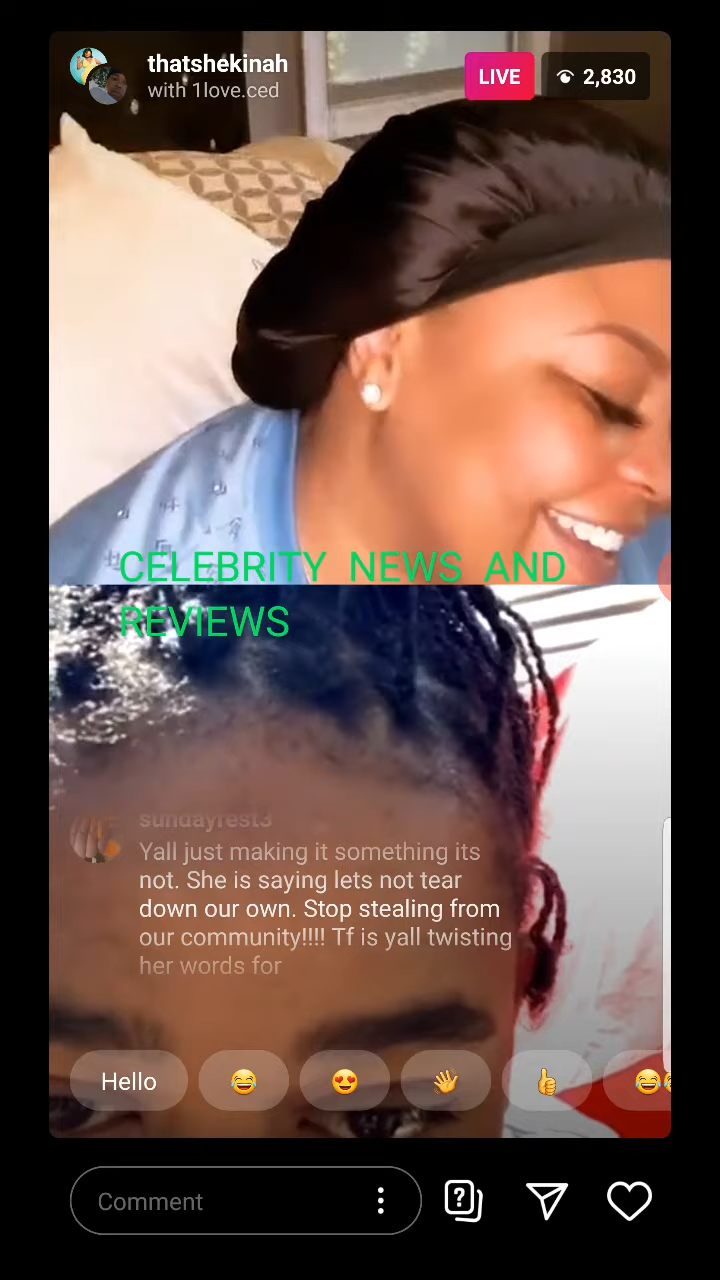 thatshekinah
with 1love.ced
LIVE
2,830
CELEBRITY NEWS AND
REVIEWS
sundayrest3
Yall just making it something its
not. She is saying lets not tear
down our own. Stop stealing from
our community!!!! Tf is yall twisting
her words for
Hello
Comment